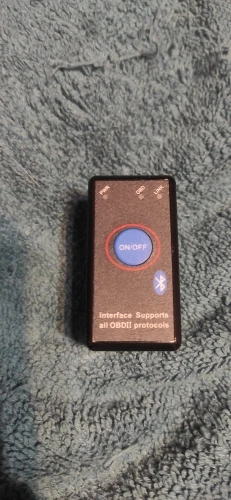 PWR OBD LINK
ON/OFF
Interface Supports
all OBDII protocols